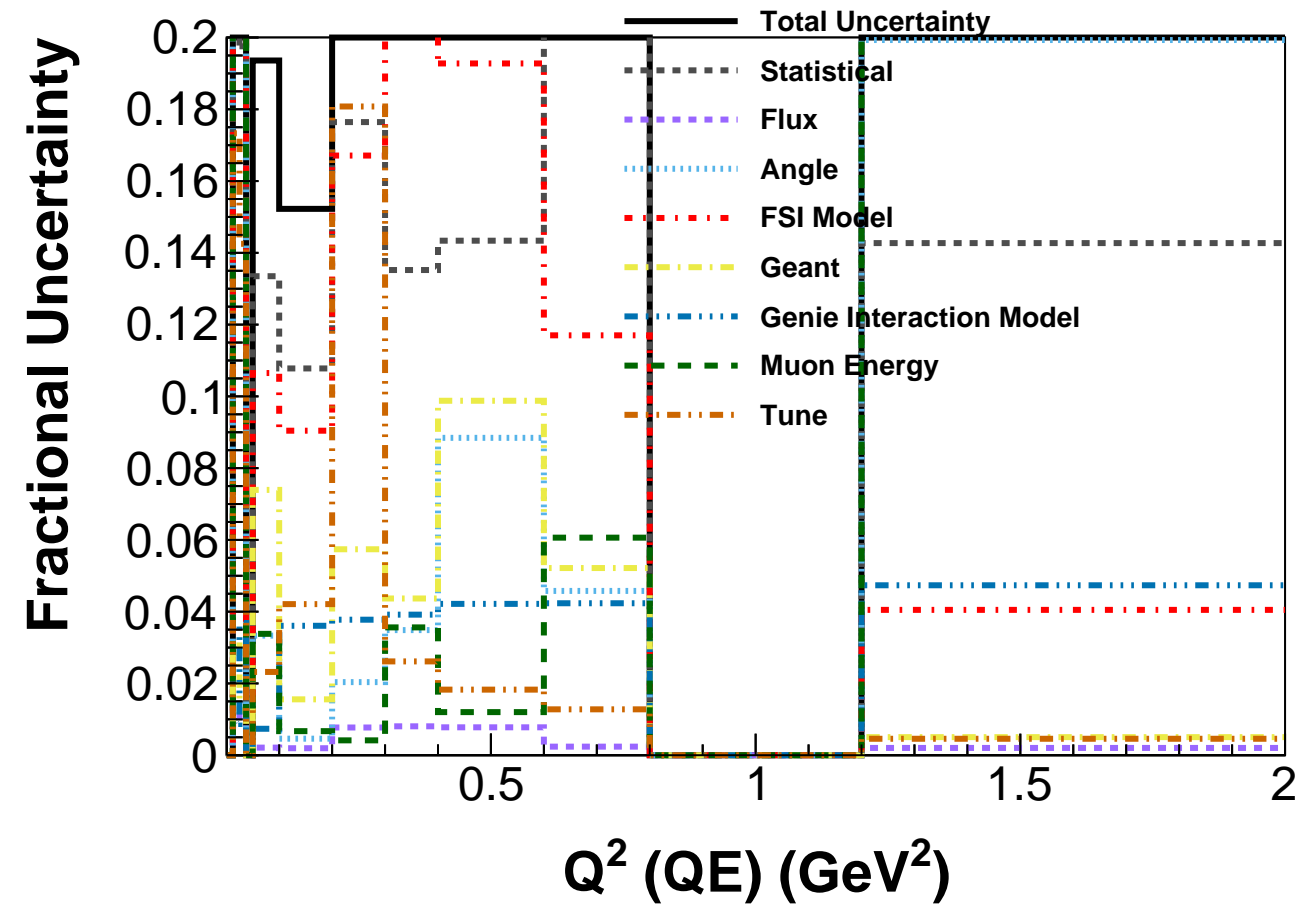 Fractional Uncertainty
0.2
0.18
0.16
0.14
0.12
0.1
0.08
0.06
0.04
0.02
0
Total Uncertainty
Statistical
Flux
Angle
FSI Model
Geant
Genie Interaction Model
Muon Energy
Tune
0.5
1
1.5
2
Q² (QE) (GeV²)